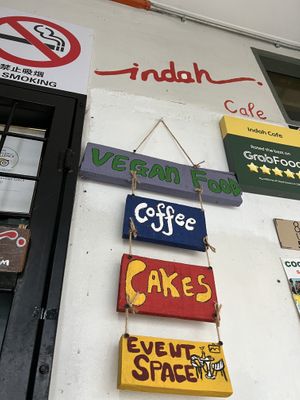 禁止吸烟
SMOKING
indah
Cafe
Indah Cafe
Rated the best on
GrabFood
VEGAN FOOD
Coffee
CAKES
EVENT
SPACE